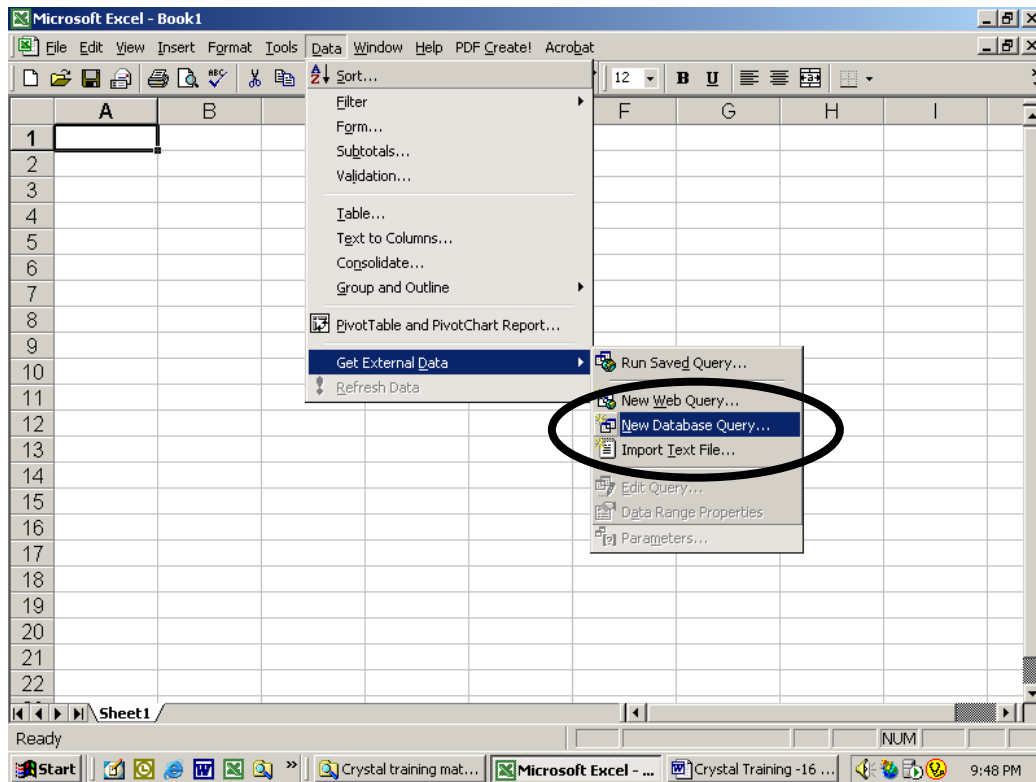 Microsoft Excel - Book1
File Edit View Insert Format Tools Data Window Help PDF Create! Acrobat
12 B U
A B F G H I
1
2
3
4
5
6
7
8
9
10
11
12
13
14
15
16
17
18
19
20
21
22
Sort...
Filter
Form...
Subtotals...
Validation...
Table...
Text to Columns...
Consolidate...
Group and Outline
PivotTable and PivotChart Report...
Get External Data
Refresh Data
Run Saved Query...
New Web Query...
New Database Query...
Import Text File...
Edit Query...
Data Range Properties
Parameters...
Sheet1
Ready NUM
Start » Crystal training mat... Microsoft Excel - ... Crystal Training -16 ... 9:48 PM